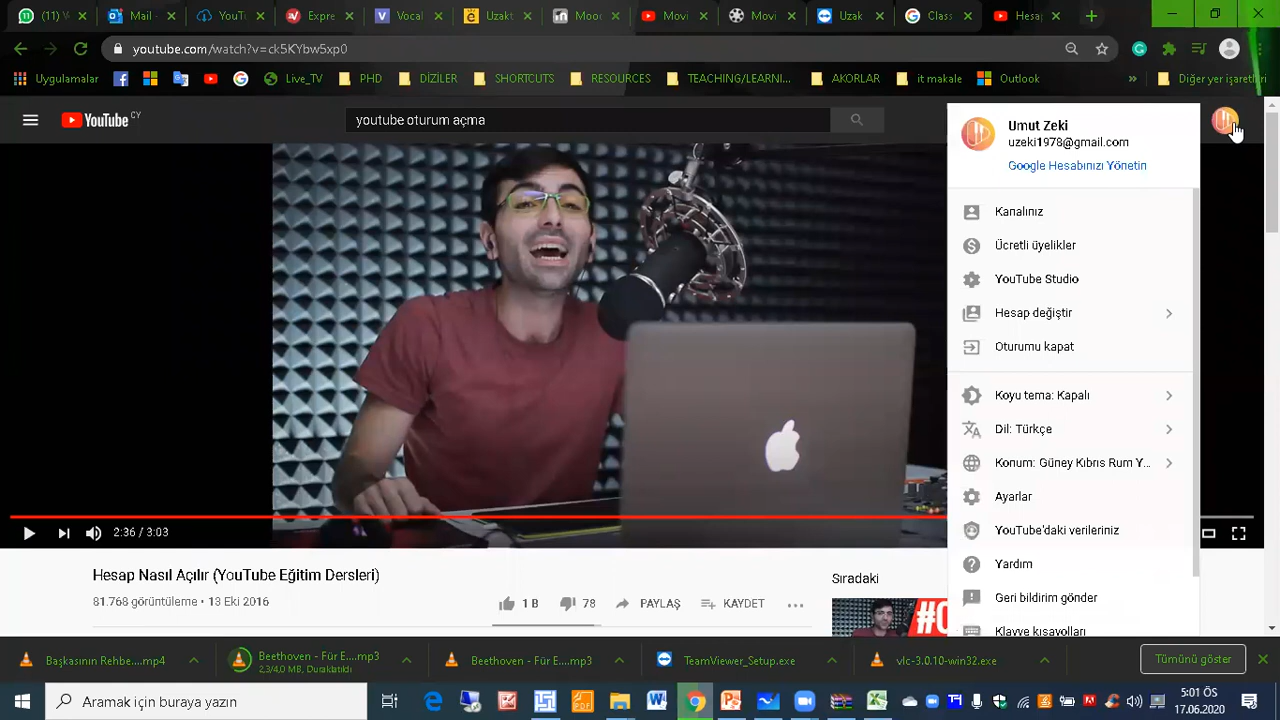 (11)
Mail -
YouT
Expre
Vocal
Uzakt
Mooc
Movi
Movi
Uzak
Class
Hesap
youtube.com/watch?v=ck5KYbw5xp0
Uygulamalar
Live_TV
PHD
DİZİLER
SHORTCUTS
RESOURCES
TEACHING/LEARNI...
AKORLAR
it makale
Outlook
»
Diğer yer işaretleri
YouTube CY
youtube oturum açma
Umut Zeki
uzeki1978@gmail.com
Google Hesabınızı Yönetin
Kanalınız
Ücretli üyelikler
YouTube Studio
Hesap değiştir
Oturumu kapat
Koyu tema: Kapalı
Dil: Türkçe
Konum: Güney Kıbrıs Rum Y...
Ayarlar
YouTube'daki verileriniz
Yardım
Geri bildirim gönder
Klavye kısayolları
2:36 / 3:03
Hesap Nasıl Açılır (YouTube Eğitim Dersleri)
81.768 görüntüleme • 13 Eki 2016
1 B
78
PAYLAŞ
KAYDET
Sıradaki
Başkasının Rehbe....mp4
Beethoven - Für E....mp3
2,3/4,0 MB, Duraklatıldı
Beethoven - Für E....mp3
TeamViewer_Setup.exe
vlc-3.0.10-win32.exe
Tümünü göster
Aramak için buraya yazın
5:01 ÖS
17.06.2020